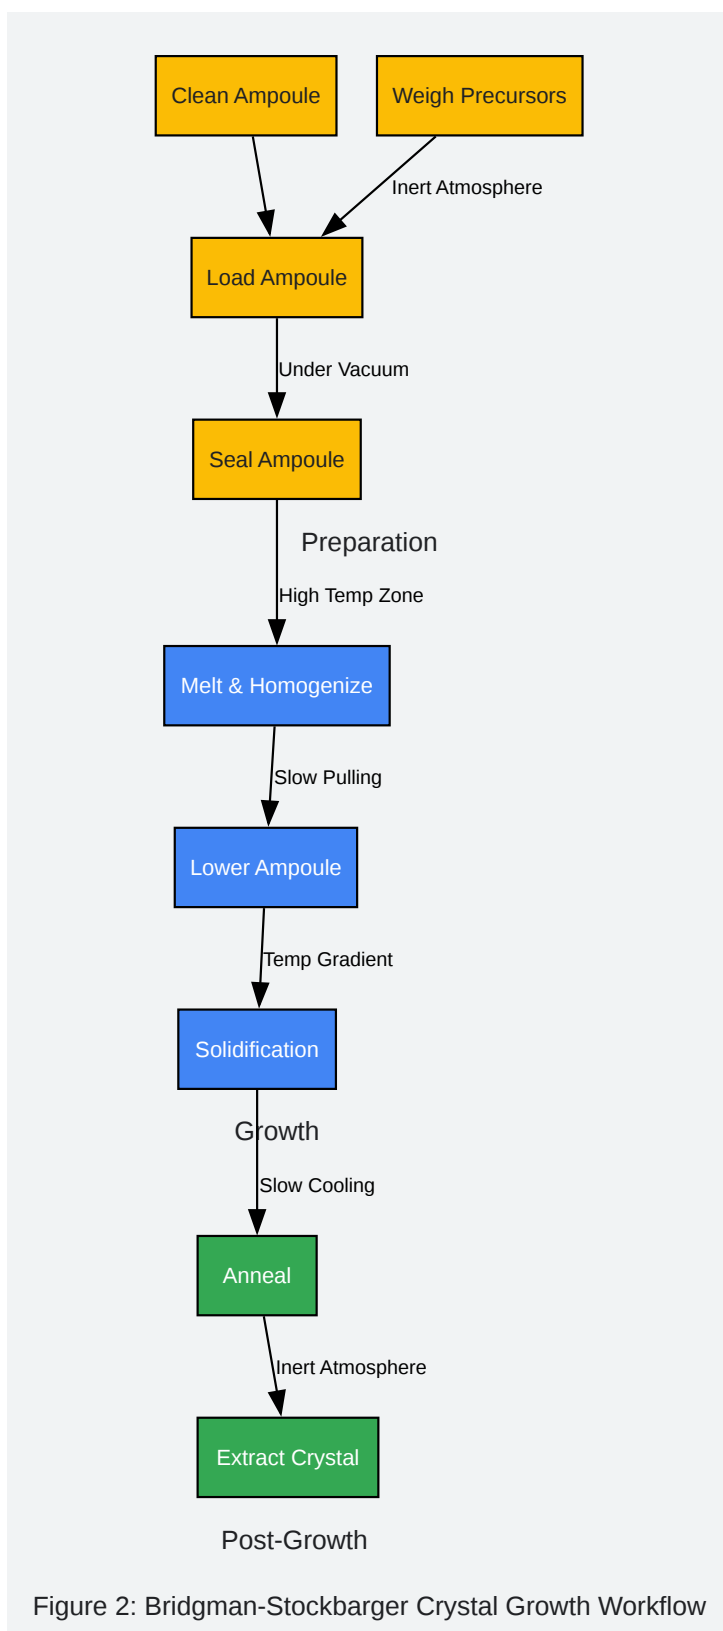 Clean Ampoule
Weigh Precursors
Inert Atmosphere
Load Ampoule
Under Vacuum
Seal Ampoule
Preparation
High Temp Zone
Melt & Homogenize
Slow Pulling
Lower Ampoule
Temp Gradient
Solidification
Growth
Slow Cooling
Anneal
Inert Atmosphere
Extract Crystal
Post-Growth
Figure 2: Bridgman-Stockbarger Crystal Growth Workflow